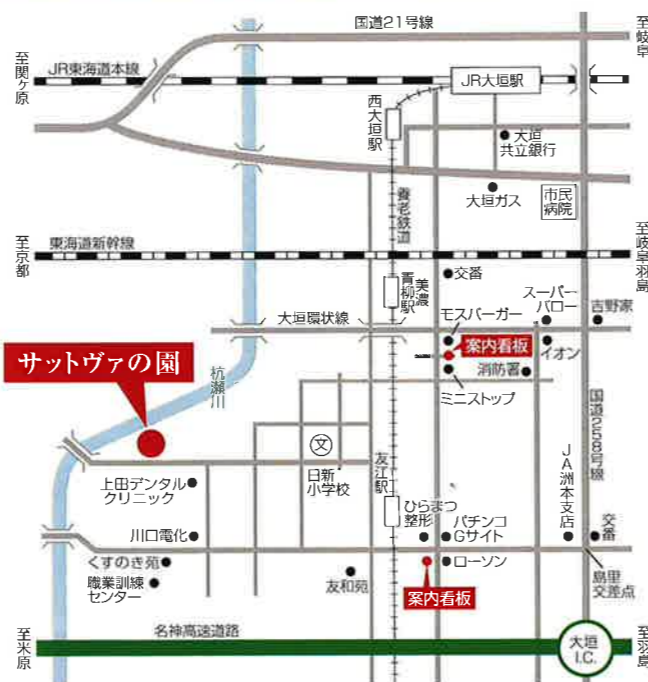 国道21号線
至岐阜
至関ヶ原
JR東海道本線
JR大垣駅
西大垣駅
大垣
共立銀行
大垣ガス
市民
病院
養老鉄道
至京都
東海道新幹線
至岐阜羽島
交番
美濃
青柳駅
スーパー
バロー
吉野家
モスバーガー
大垣環状線
案内看板
イオン
サットヴァの園
消防署
ミニストップ
杭瀬川
国道258号線
文
日新
小学校
友江駅
JA洲本支店
上田デンタル
クリニック
ひらまつ
整形
パチンコ
Gサイト
交番
川口電化
くすのき苑
ローソン
職業訓練
センター
友和苑
案内看板
島里
交差点
至米原
名神高速道路
大垣
I.C.
至羽島